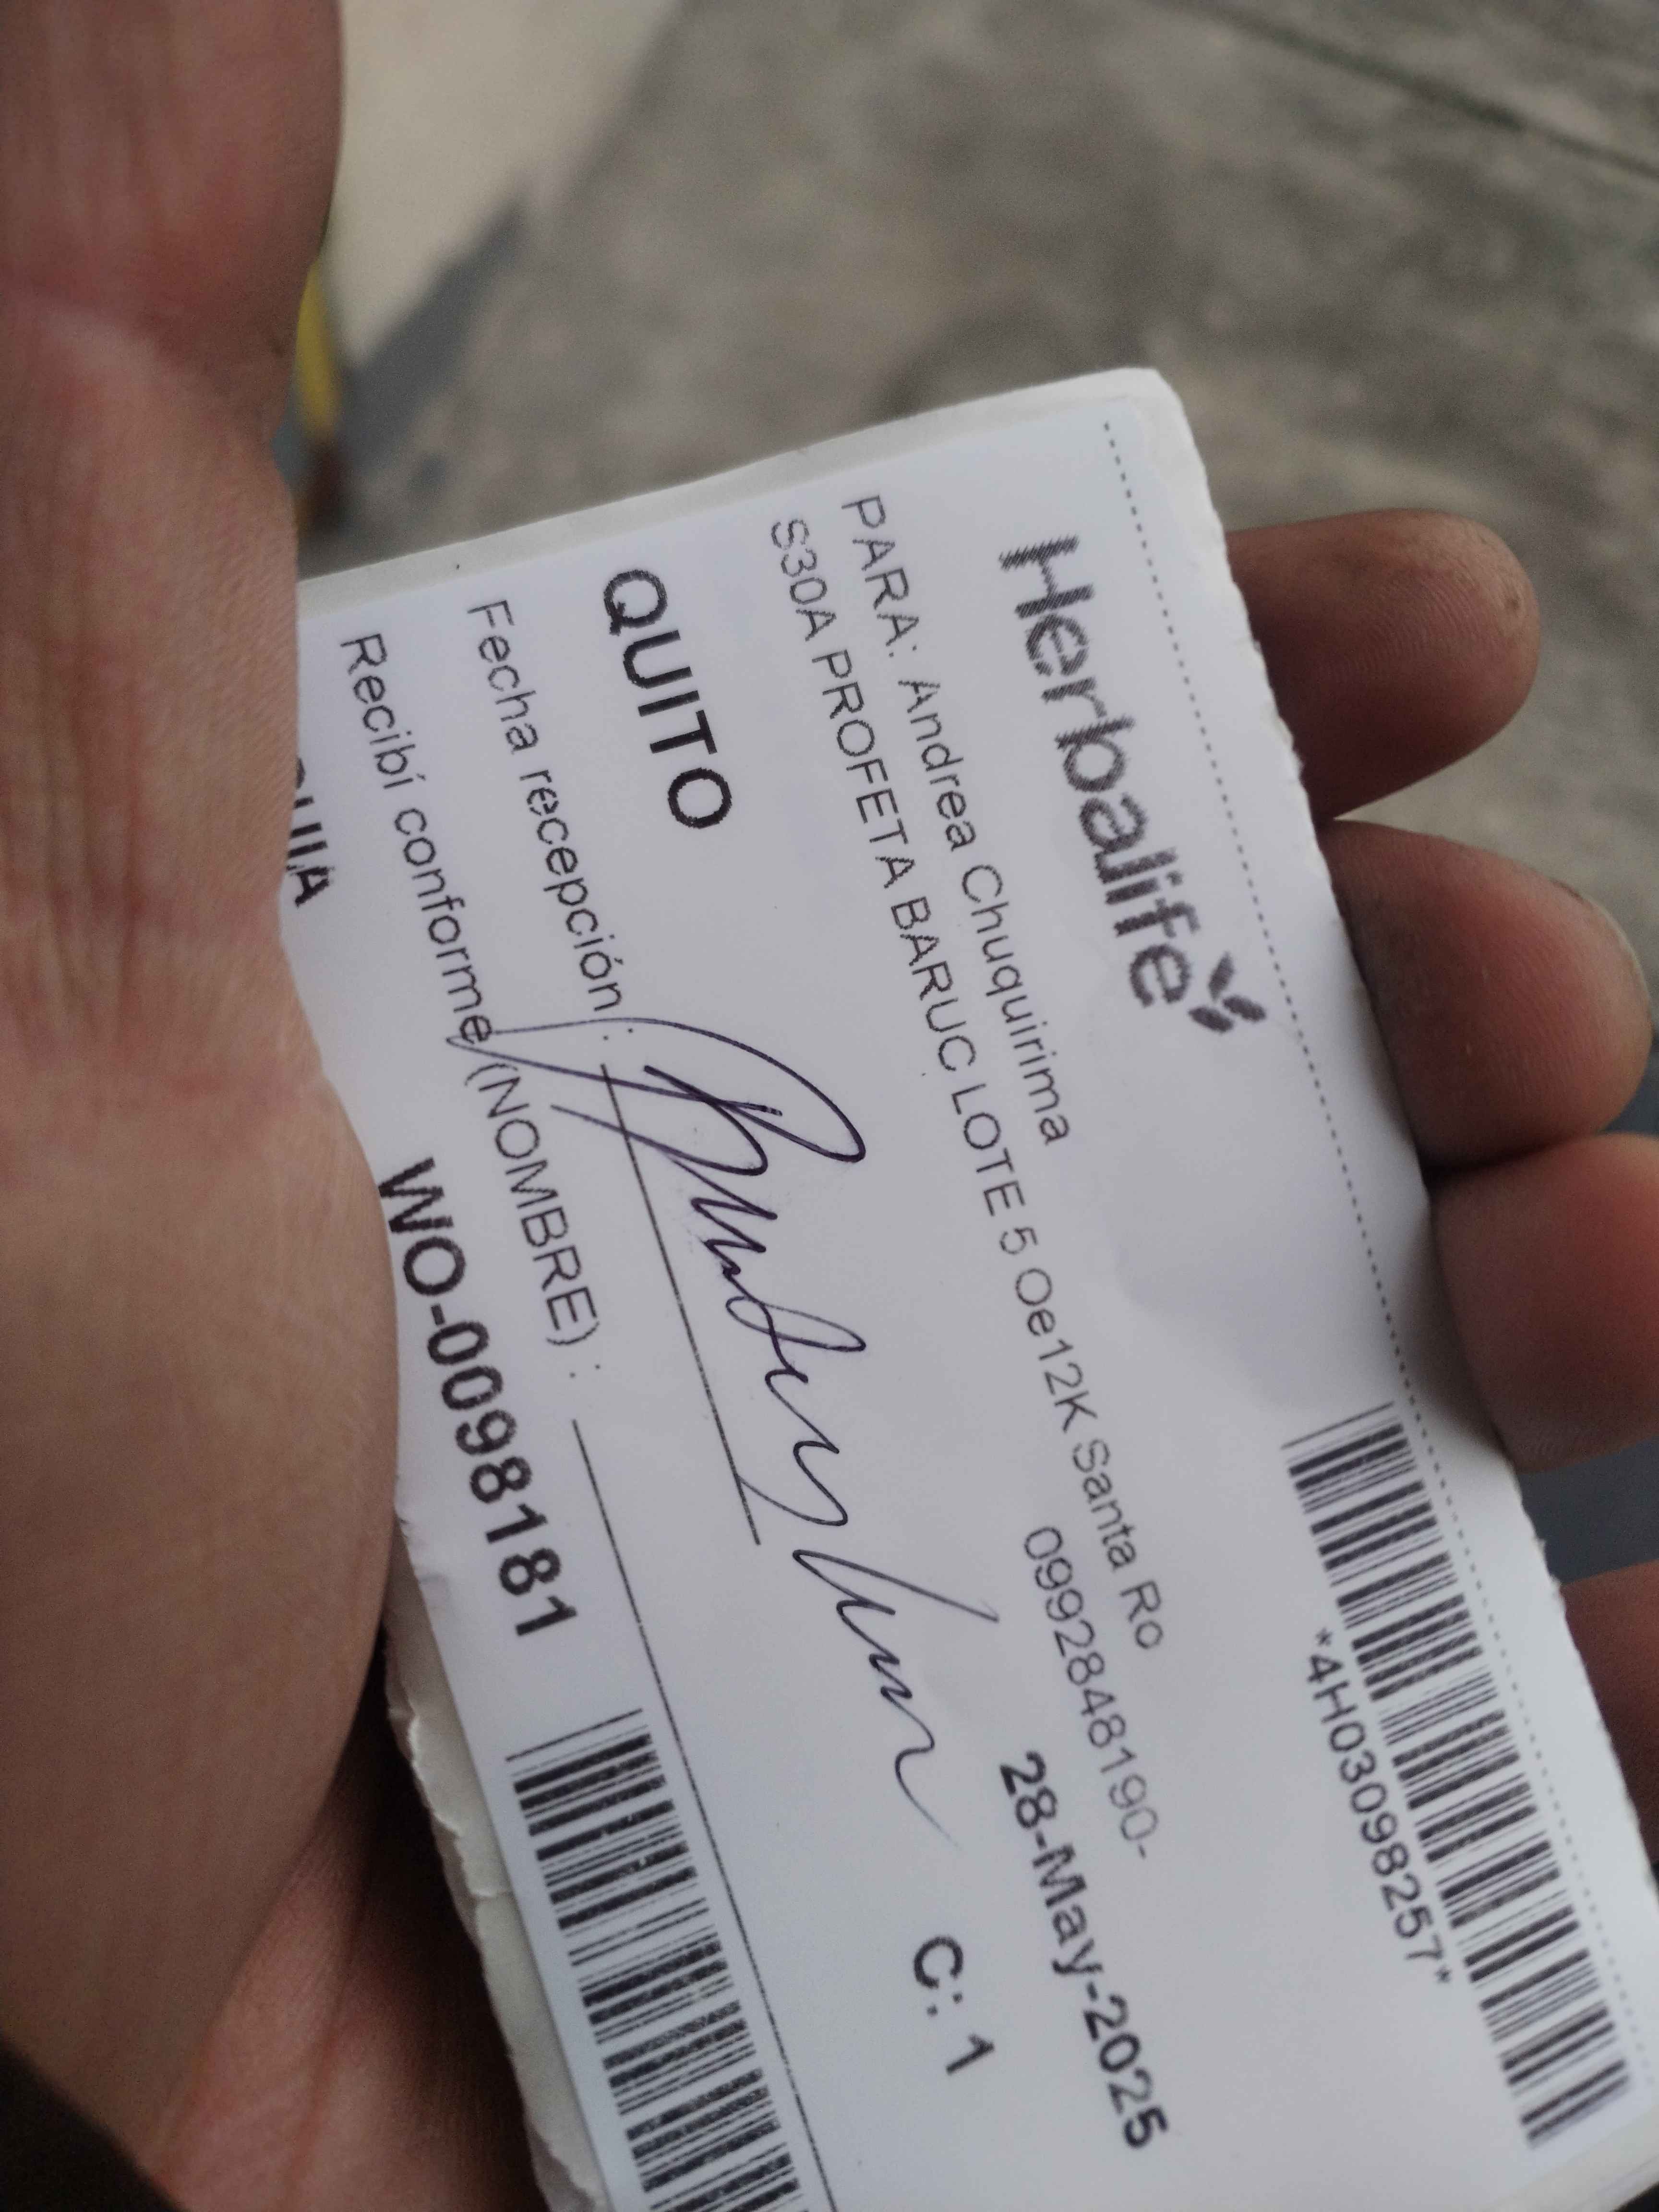 Herbalife
*4H03098257*
PARA: Andrea Chuquirima
S30A PROFETA BARUC LOTE 5 Oe12K Santa Ro
0992848190-
28-May-2025
QUITO
C: 1
Fecha recepción :
Recibí conforme (NOMBRE) :
WO-0098181